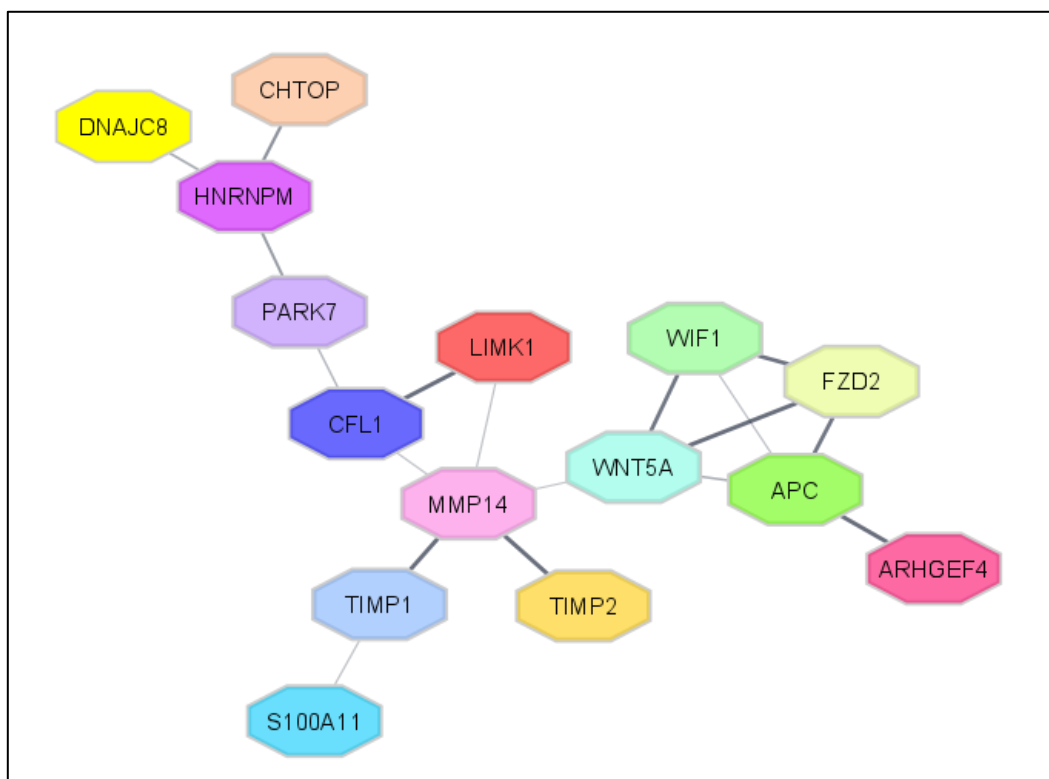 CHTOP
DNAJC8
HNRNPM
PARK7
LIMK1
WIF1
FZD2
CFL1
WNT5A
APC
MMP14
ARHGEF4
TIMP1
TIMP2
S100A11